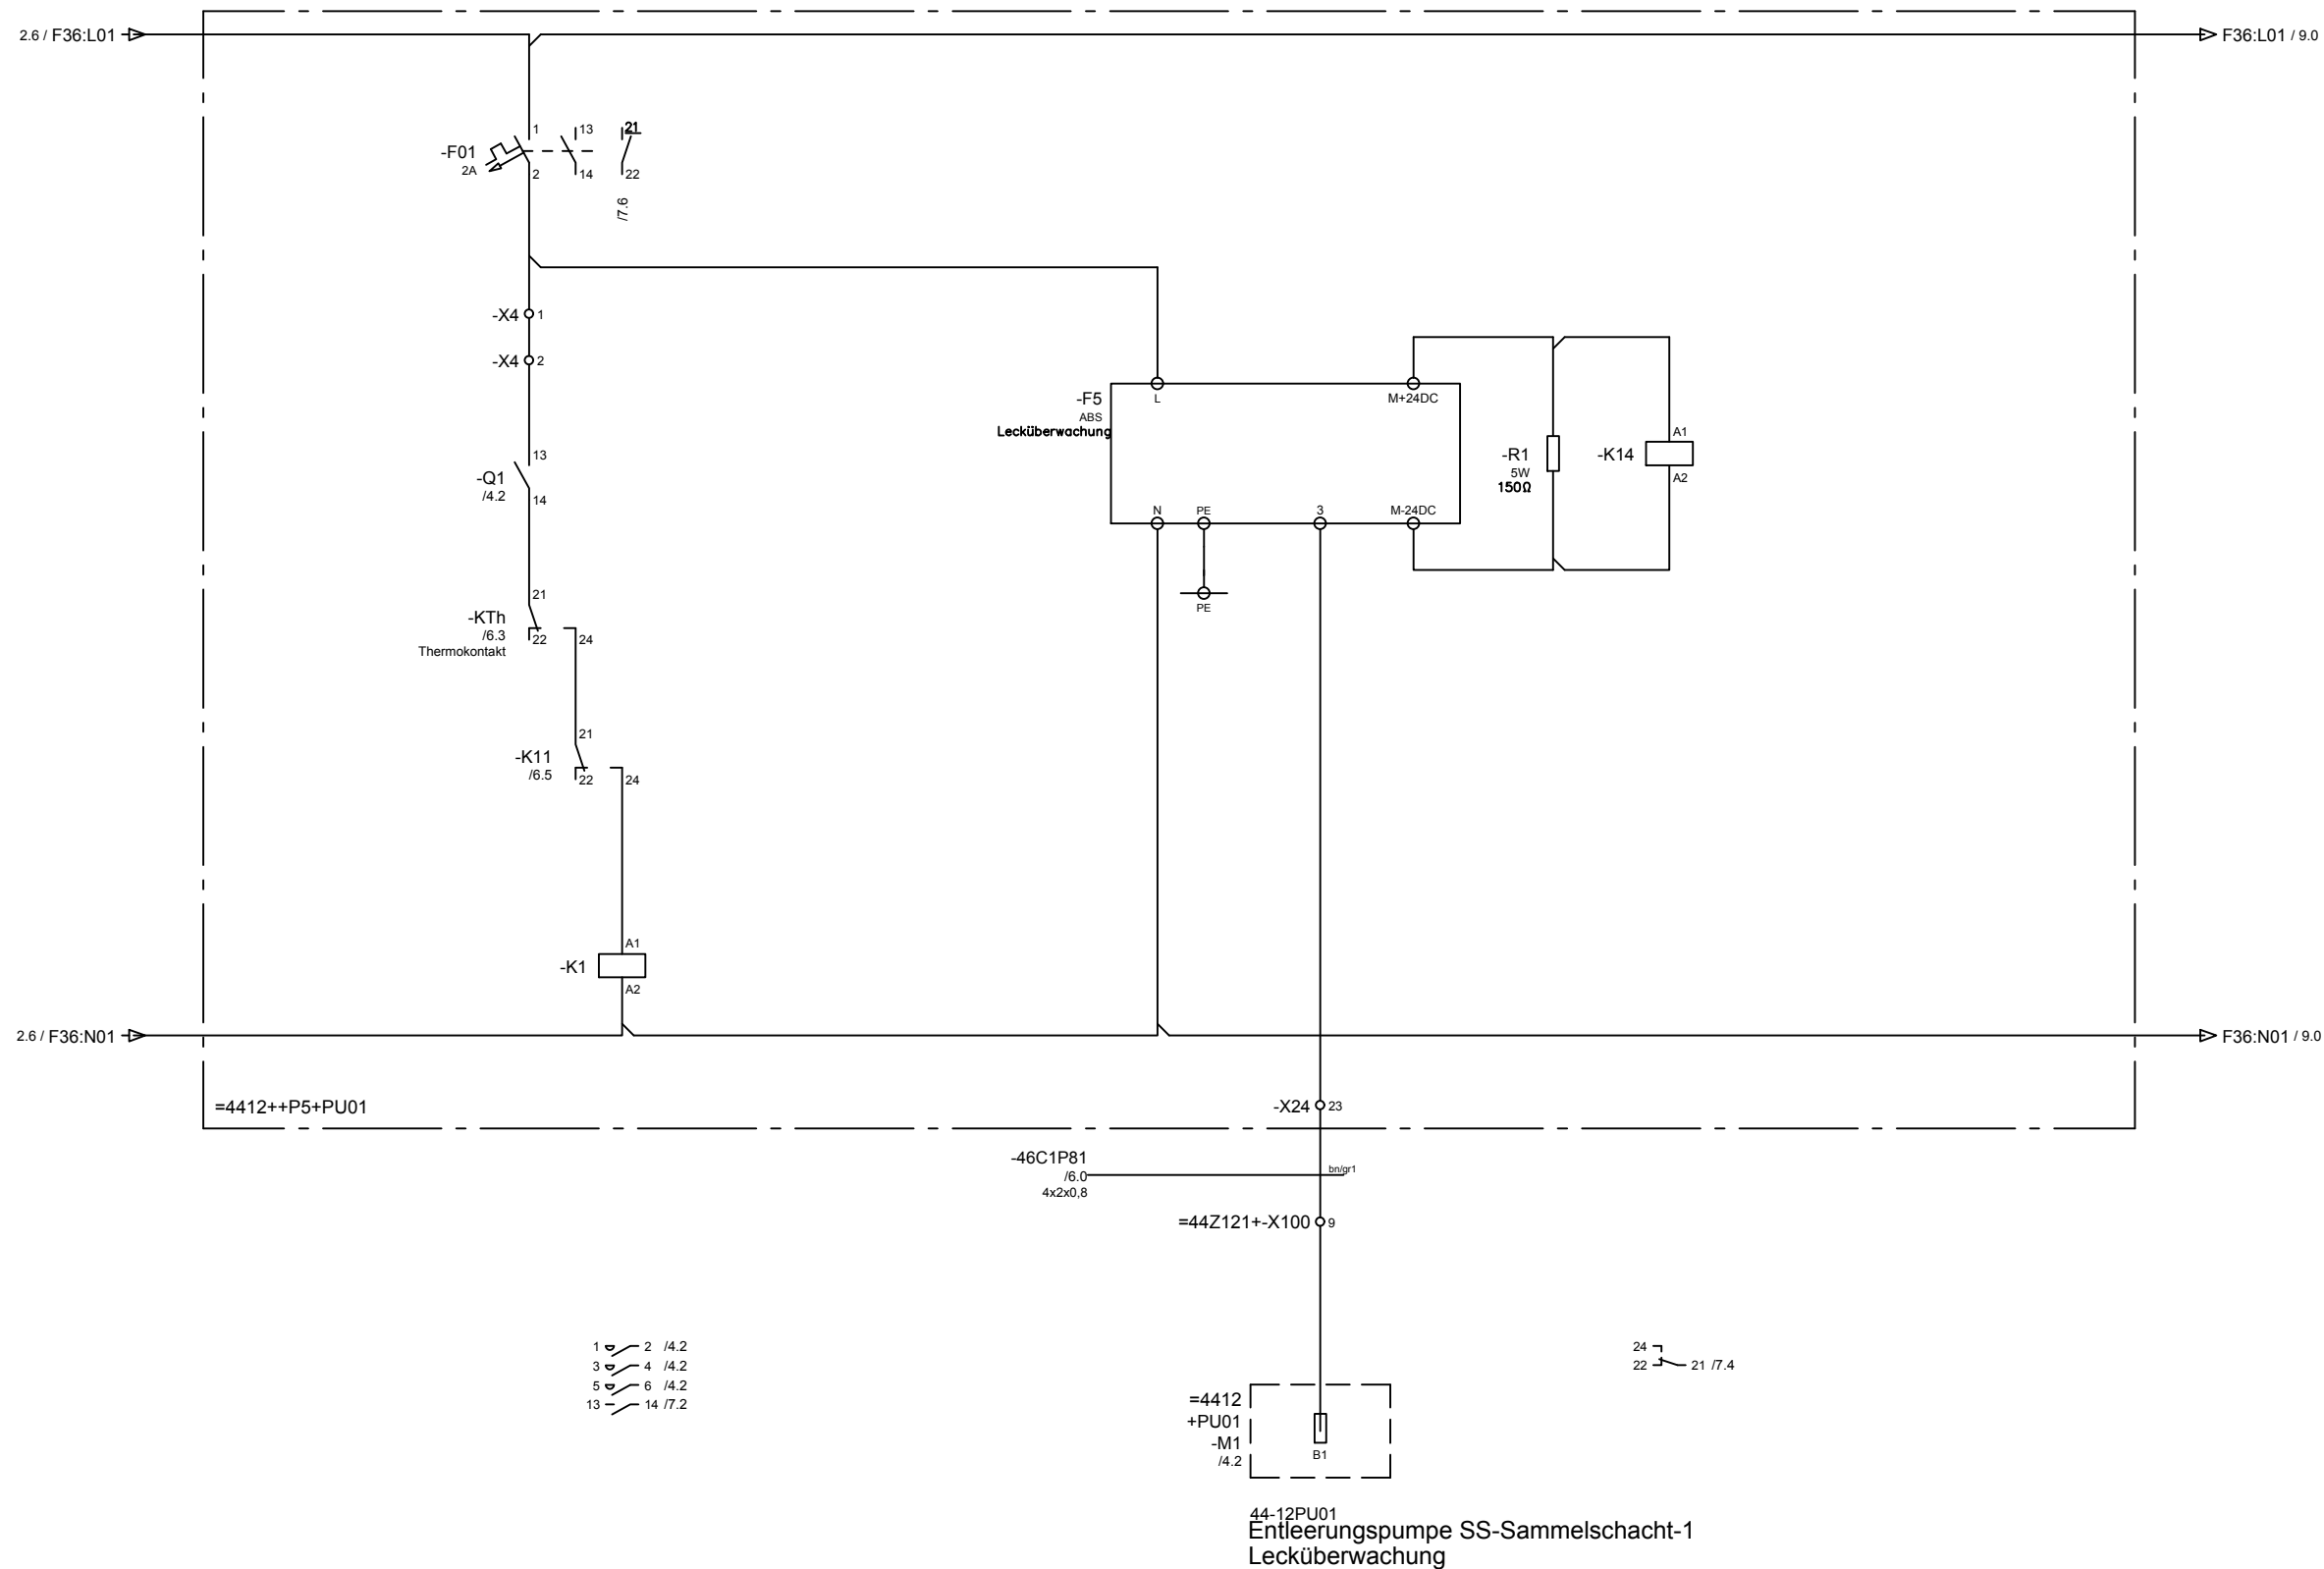 2.6 / F36:L01
F36:L01 / 9.0
-F01
2A
1
2
13
14
21
22
/7.6
-X4 1
-X4 2
-F5
ABS
Lecküberwachung
L
M+24DC
N
PE
3
M-24DC
PE
-R1
5W
150Ω
-K14
A1
A2
-Q1
/4.2
13
14
-KTh
/6.3
Thermokontakt
21
22
24
-K11
/6.5
21
22
24
-K1
A1
A2
2.6 / F36:N01
F36:N01 / 9.0
=4412++P5+PU01
-X24 23
-46C1P81
/6.0
4x2x0,8
bn/gr1
=44Z121+-X100 9
1 2 /4.2
3 4 /4.2
5 6 /4.2
13 14 /7.2
24
22 21 /7.4
=4412
+PU01
-M1
/4.2
B1
44-12PU01
Entleerungspumpe SS-Sammelschacht-1
Lecküberwachung